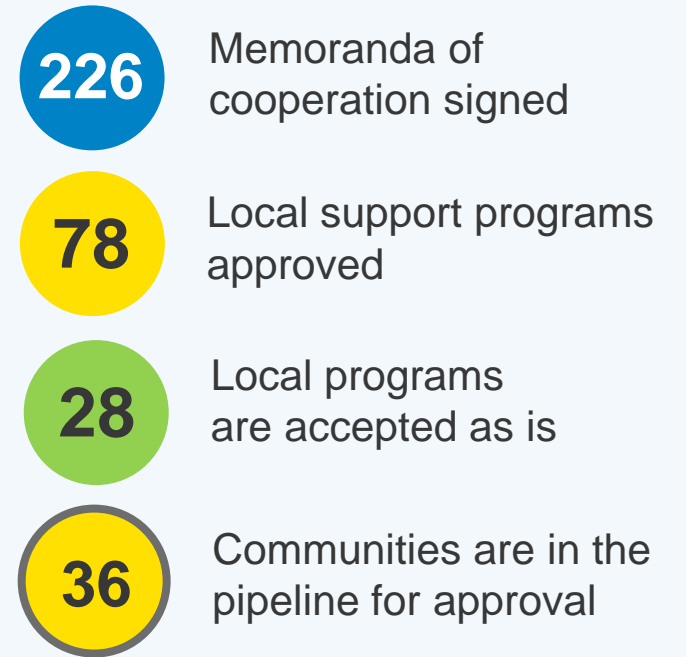 226
Memoranda of
cooperation signed
78
Local support programs
approved
28
Local programs
are accepted as is
36
Communities are in the
pipeline for approval